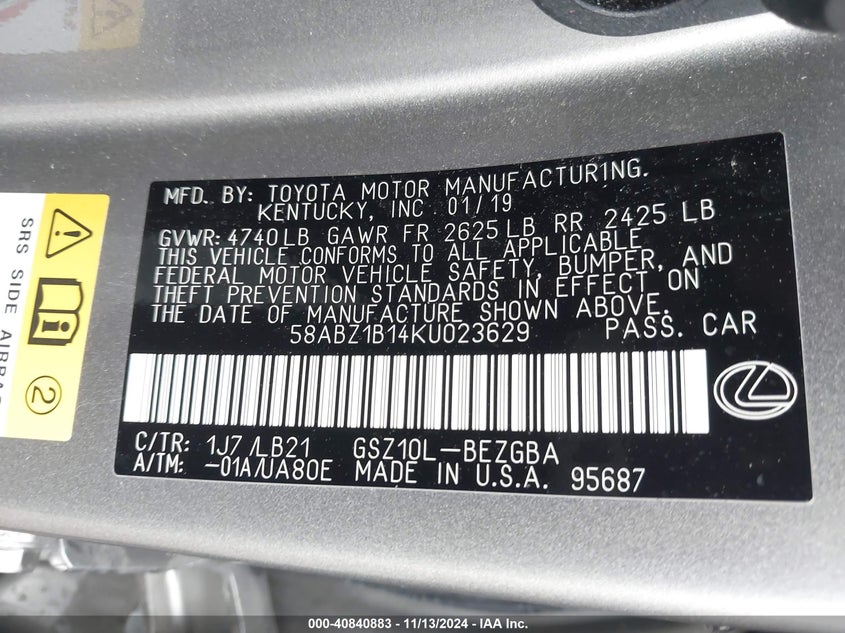 MFD. BY: TOYOTA MOTOR MANUFACTUR1NG.
KENTUCKY, INC 01/19
GVWR: 4740LB GAWR FR 2625LB RR 2425LB
THIS VEHICLE CONFORMS TO ALL APPLICABLE
FEDERAL MOTOR VEHICLE SAFETY, BUMPER, AND
THEFT PREVENTION STANDARDS IN EFFECT ON
THE DATE OF MANUFACTURE SHOWN ABOVE.
58ABZ1B14KU023629 PASS. CAR
C/TR: 1J7/LB21 GSZ10L-BEZGBA
A/TM: -01A/UA80E MADE IN U.S.A. 95687
SRS SIDE
2
000-40840883 - 11/13/2024 - IAA Inc.